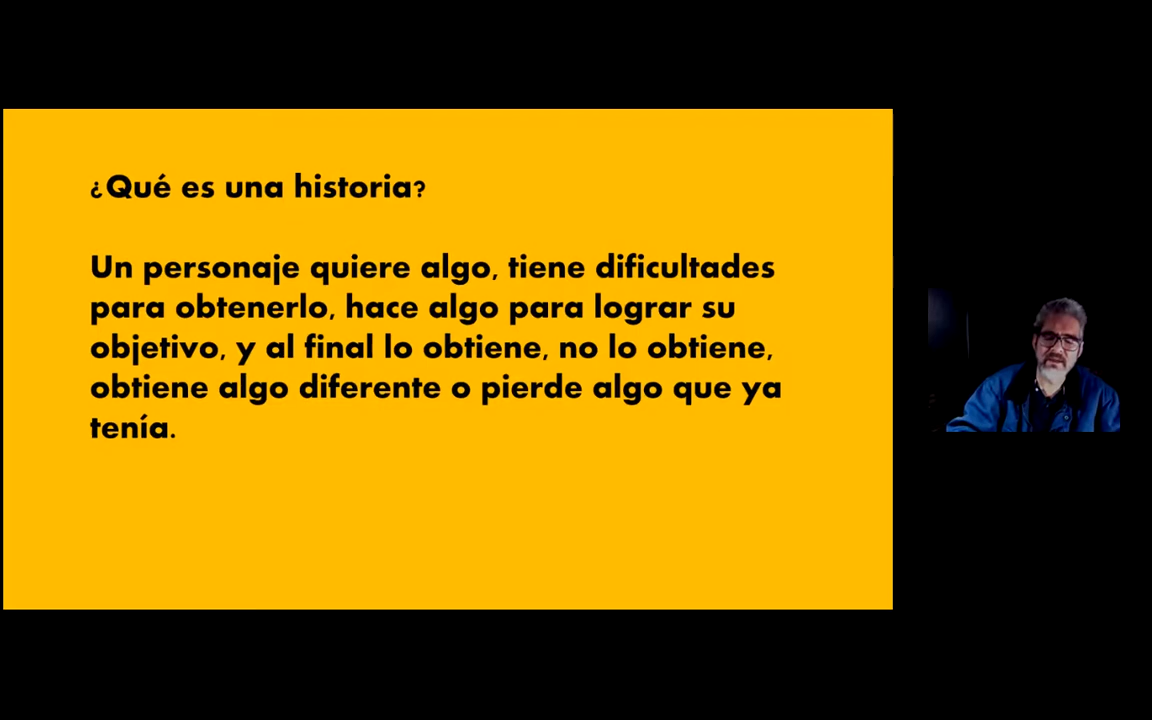 ¿Qué es una historia?
Un personaje quiere algo, tiene dificultades
para obtenerlo, hace algo para lograr su
objetivo, y al final lo obtiene, no lo obtiene,
obtiene algo diferente o pierde algo que ya
tenía.